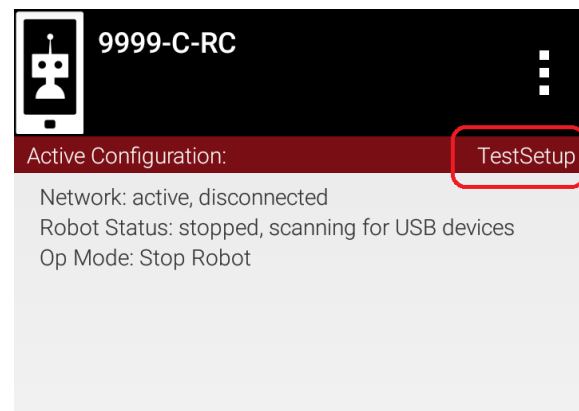 9999-C-RC
Active Configuration: TestSetup
Network: active, disconnected
Robot Status: stopped, scanning for USB devices
Op Mode: Stop Robot